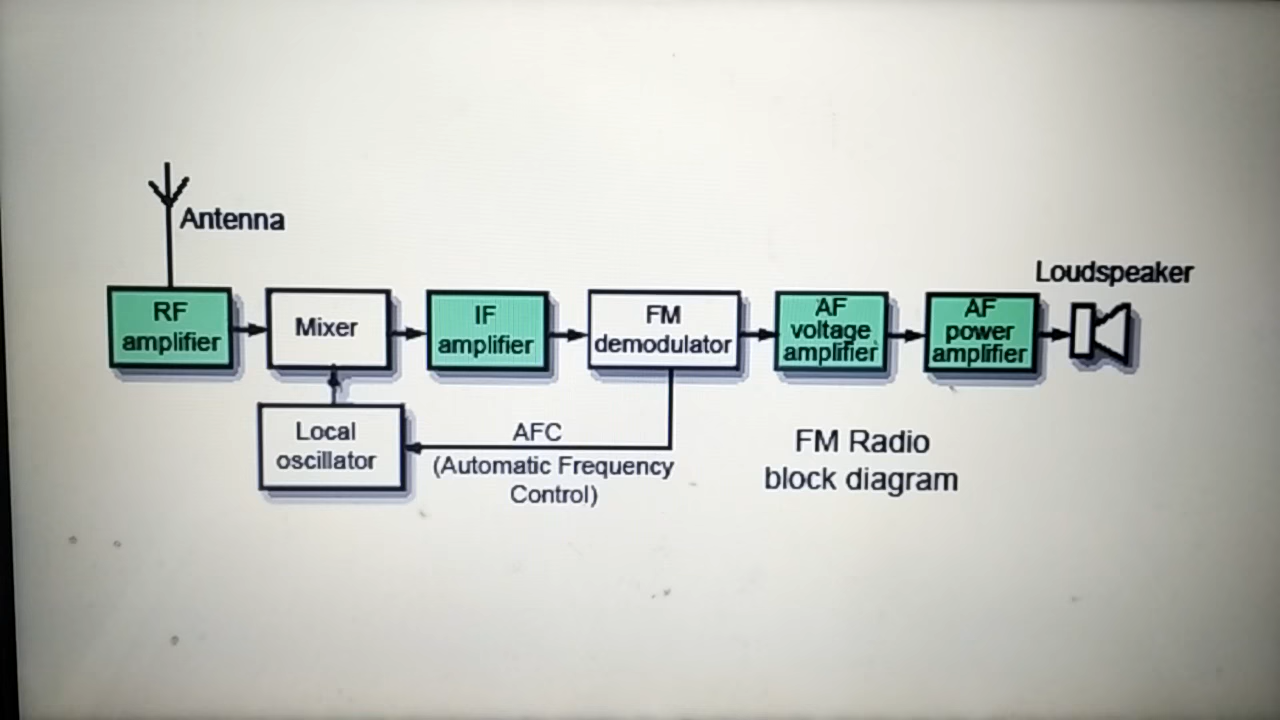 Antenna
Loudspeaker
RF
amplifier
Mixer
IF
amplifier
FM
demodulator
AF
voltage
amplifier
AF
power
amplifier
Local
oscillator
AFC
(Automatic Frequency
Control)
FM Radio
block diagram